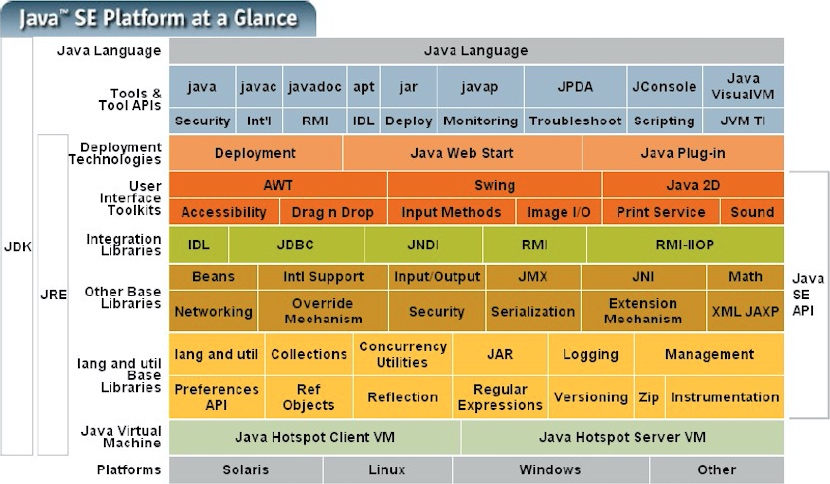 Java™ SE Platform at a Glance
Java Language Java Language
Tools & Tool APIs java javac javadoc apt jar javap JPDA JConsole Java VisualVM
Security Int'l RMI IDL Deploy Monitoring Troubleshoot Scripting JVM TI
Deployment Technologies Deployment Java Web Start Java Plug-in
User Interface Toolkits AWT Swing Java 2D
Accessibility Drag n Drop Input Methods Image I/O Print Service Sound
Integration Libraries IDL JDBC JNDI RMI RMI-IIOP
JDK
JRE
Other Base Libraries Beans Intl Support Input/Output JMX JNI Math
Java SE API
Networking Override Mechanism Security Serialization Extension Mechanism XML JAXP
lang and util Base Libraries lang and util Collections Concurrency Utilities JAR Logging Management
Preferences API Ref Objects Reflection Regular Expressions Versioning Zip Instrumentation
Java Virtual Machine Java Hotspot Client VM Java Hotspot Server VM
Platforms Solaris Linux Windows Other